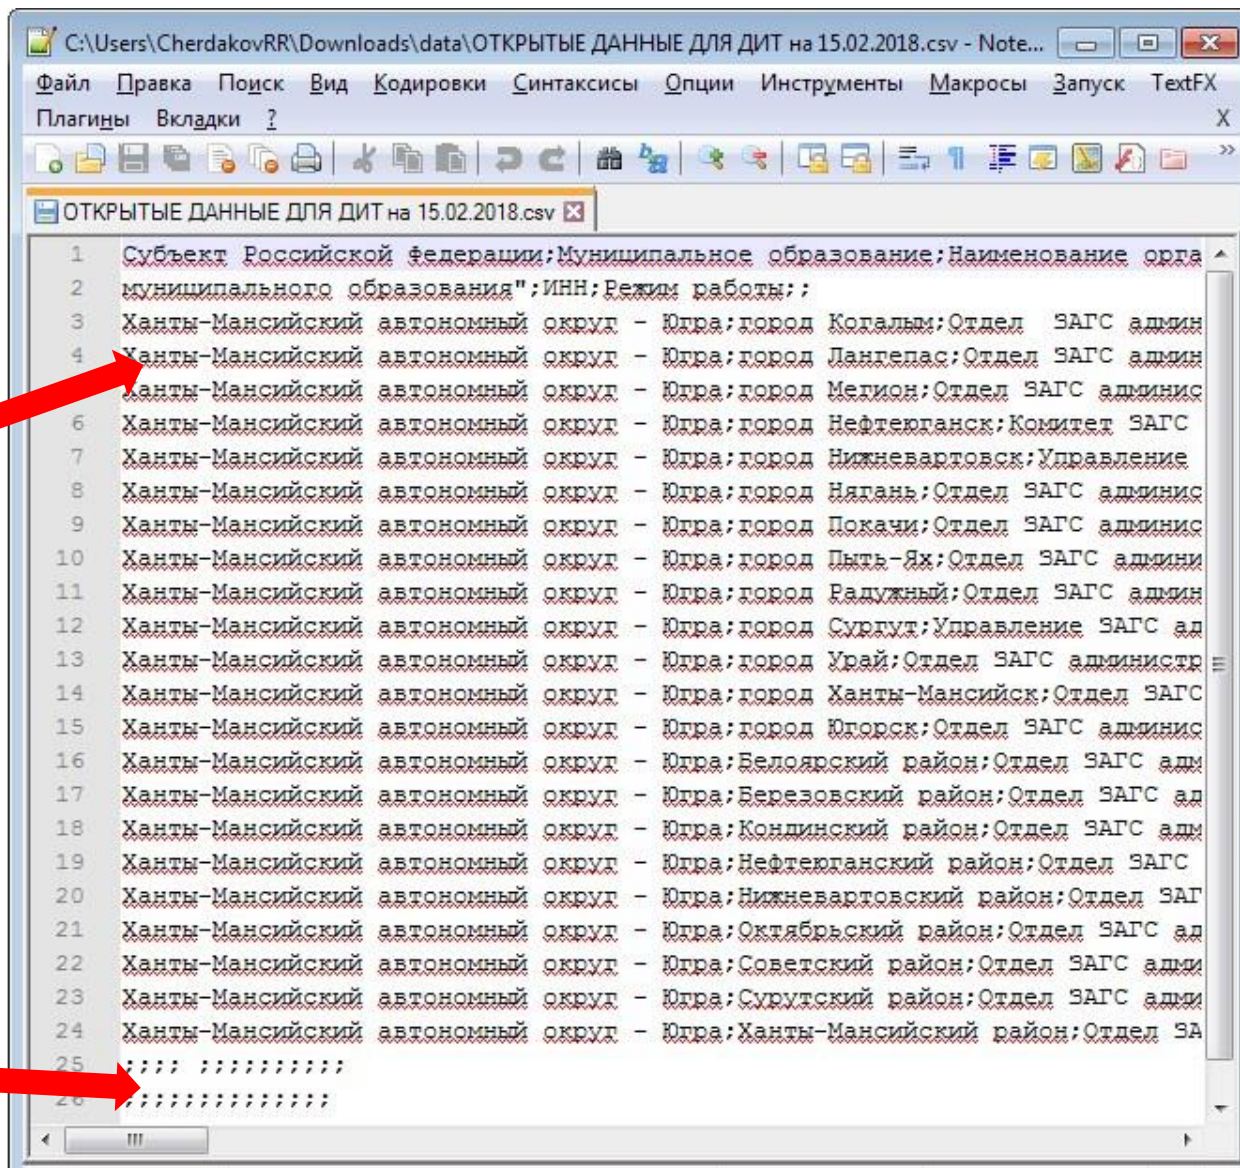 C:\Users\CherdakovRR\Downloads\data\ОТКРЫТЫЕ ДАННЫЕ ДЛЯ ДИТ на 15.02.2018.csv - Note...
Файл Правка Поиск Вид Кодировки Синтаксисы Опции Инструменты Макросы Запуск TextFX
Плагины Вкладки ? X
ОТКРЫТЫЕ ДАННЫЕ ДЛЯ ДИТ на 15.02.2018.csv
1 Субъект Российской Федерации;Муниципальное образование;Наименование орга
2 муниципального образования";ИНН;Режим работы;;
3 Ханты-Мансийский автономный округ - Югра;город Когалым;Отдел  ЗАГС админ
4 Ханты-Мансийский автономный округ - Югра;город Лангепас;Отдел ЗАГС админ
Ханты-Мансийский автономный округ - Югра;город Мегион;Отдел ЗАГС админис
6 Ханты-Мансийский автономный округ - Югра;город Нефтеюганск;Комитет ЗАГС
7 Ханты-Мансийский автономный округ - Югра;город Нижневартовск;Управление
8 Ханты-Мансийский автономный округ - Югра;город Нягань;Отдел ЗАГС админис
9 Ханты-Мансийский автономный округ - Югра;город Покачи;Отдел ЗАГС админис
10 Ханты-Мансийский автономный округ - Югра;город Пыть-Ях;Отдел ЗАГС админи
11 Ханты-Мансийский автономный округ - Югра;город Радужный;Отдел ЗАГС админ
12 Ханты-Мансийский автономный округ - Югра;город Сургут;Управление ЗАГС ад
13 Ханты-Мансийский автономный округ - Югра;город Урай;Отдел ЗАГС администр
14 Ханты-Мансийский автономный округ - Югра;город Ханты-Мансийск;Отдел ЗАГС
15 Ханты-Мансийский автономный округ - Югра;город Югорск;Отдел ЗАГС админис
16 Ханты-Мансийский автономный округ - Югра;Белоярский район;Отдел ЗАГС адм
17 Ханты-Мансийский автономный округ - Югра;Березовский район;Отдел ЗАГС ад
18 Ханты-Мансийский автономный округ - Югра;Кондинский район;Отдел ЗАГС адм
19 Ханты-Мансийский автономный округ - Югра;Нефтеюганский район;Отдел ЗАГС
20 Ханты-Мансийский автономный округ - Югра;Нижневартовский район;Отдел ЗАГ
21 Ханты-Мансийский автономный округ - Югра;Октябрьский район;Отдел ЗАГС ад
22 Ханты-Мансийский автономный округ - Югра;Советский район;Отдел ЗАГС адми
23 Ханты-Мансийский автономный округ - Югра;Сурутский район;Отдел ЗАГС адми
24 Ханты-Мансийский автономный округ - Югра;Ханты-Мансийский район;Отдел ЗА
25 ;;;; ;;;;;;;;;;
26 ;;;;;;;;;;;;;;